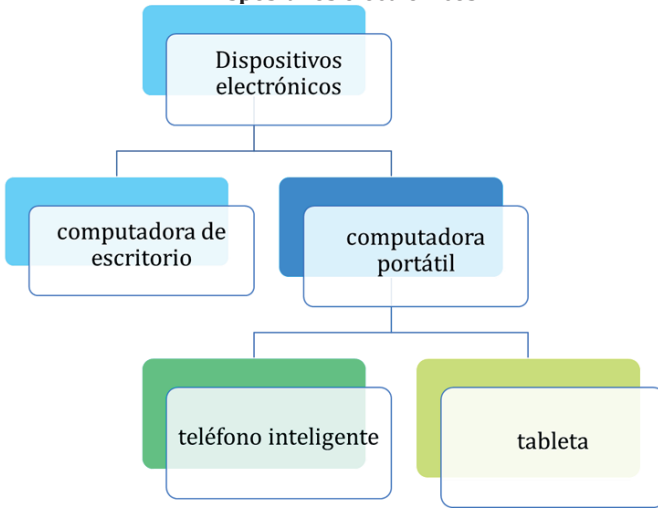 Dispositivos
electrónicos
computadora de
escritorio
computadora
portátil
teléfono inteligente
tableta